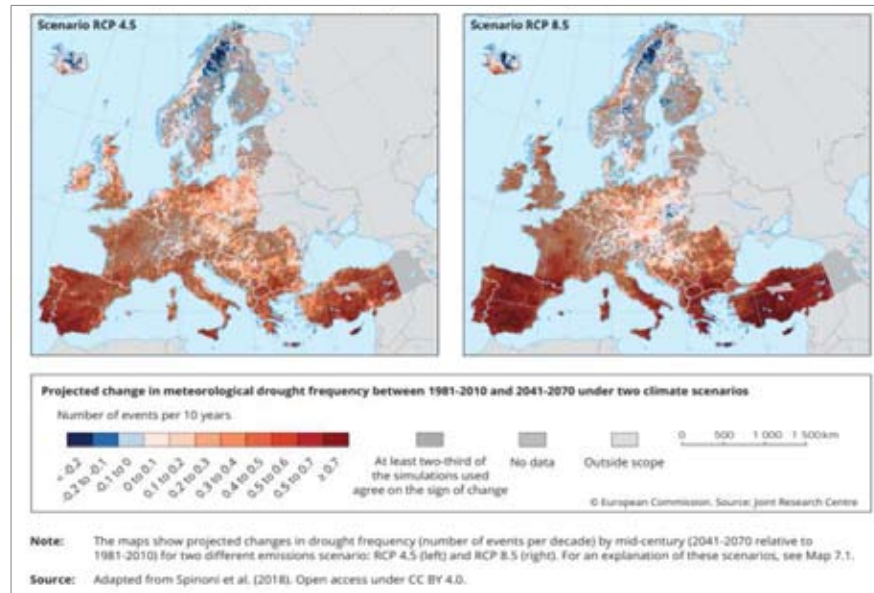 Scenario RCP 4.5
Scenario RCP 8.5
Projected change in meteorological drought frequency between 1981-2010 and 2041-2070 under two climate scenarios
Number of events per 10 years
< -0.2
-0.2 to -0.1
-0.1 to 0
0 to 0.1
0.1 to 0.2
0.2 to 0.3
0.3 to 0.4
0.4 to 0.5
0.5 to 0.6
0.5 to 0.7
≥ 0.7
At least two-third of
the simulations used
agree on the sign of change
No data
Outside scope
0 500 1 000 1 500 km
© European Commission. Source: Joint Research Centre
Note: The maps show projected changes in drought frequency (number of events per decade) by mid-century (2041-2070 relative to
1981-2010) for two different emissions scenario: RCP 4.5 (left) and RCP 8.5 (right). For an explanation of these scenarios, see Map 7.1.
Source: Adapted from Spinoni et al. (2018). Open access under CC BY 4.0.